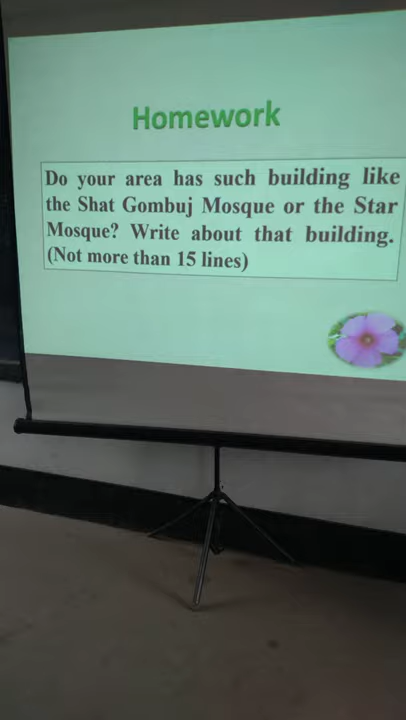 Homework
Do your area has such building like
the Shat Gombuj Mosque or the Star
Mosque? Write about that building.
(Not more than 15 lines)